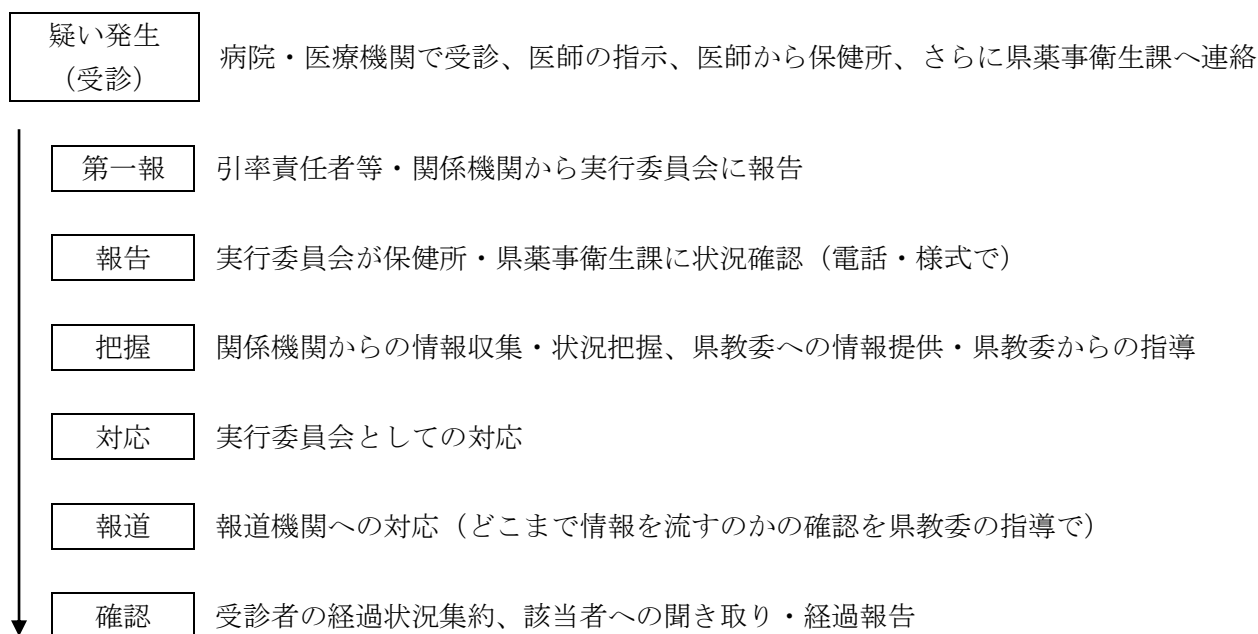 疑い発生
(受診)
病院・医療機関で受診、医師の指示、医師から保健所、さらに県薬事衛生課へ連絡
第一報 引率責任者等・関係機関から実行委員会に報告
報告 実行委員会が保健所・県薬事衛生課に状況確認（電話・様式で）
把握 関係機関からの情報収集・状況把握、県教委への情報提供・県教委からの指導
対応 実行委員会としての対応
報道 報道機関への対応（どこまで情報を流すのかの確認を県教委の指導で）
確認 受診者の経過状況集約、該当者への聞き取り・経過報告